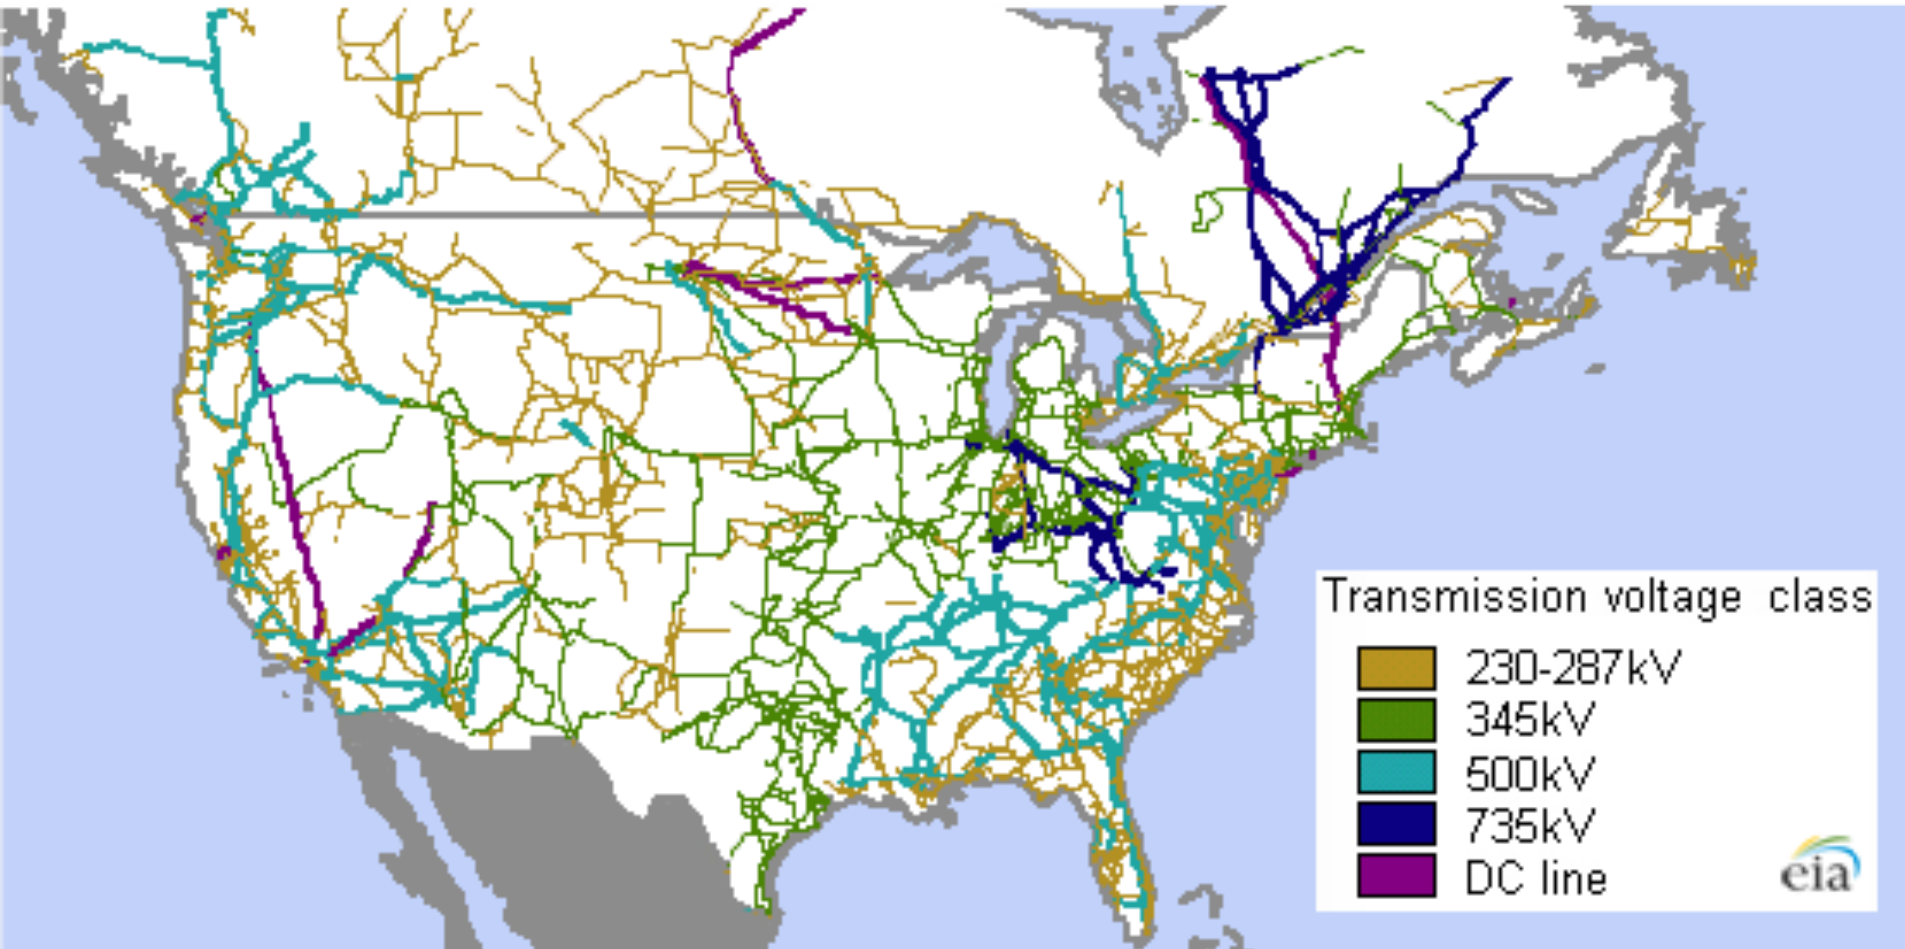 Transmission voltage class
230-287kV
345kV
500kV
735kV
DC line
eia